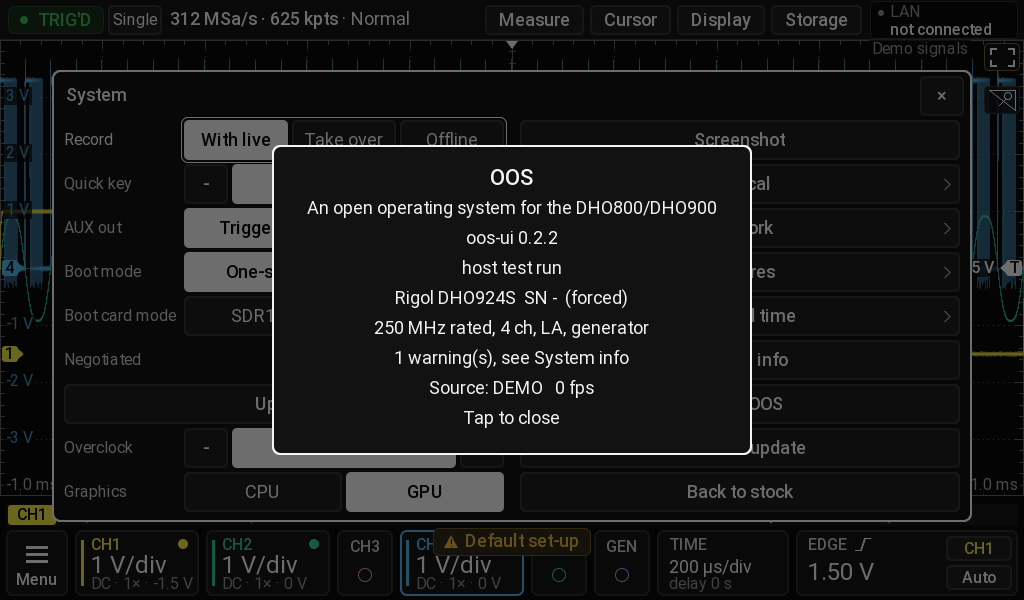 TRIG'D
Single
312 MSa/s · 625 kpts · Normal
Measure
Cursor
Display
Storage
LAN
not connected
Demo signals
System
×
3 V
2 V
1 V
-1 V
-2 V
-3 V
-1.0 ms
1.0 ms
4
1
5 V
T
Record
With live
Take over
Offline
Screenshot
Quick key
-
AUX out
Boot mode
Boot card mode
SDR1
Negotiated
Overclock
-
Graphics
CPU
GPU
info
OOS
update
Back to stock
OOS
An open operating system for the DHO800/DHO900
oos-ui 0.2.2
host test run
Rigol DHO924S SN - (forced)
250 MHz rated, 4 ch, LA, generator
1 warning(s), see System info
Source: DEMO 0 fps
Tap to close
CH1
Menu
CH1
1 V/div
DC · 1× · -1.5 V
CH2
1 V/div
DC · 1× · 0 V
CH3
1 V/div
DC · 1× · 0 V
Default set-up
GEN
TIME
200 µs/div
delay 0 s
EDGE
1.50 V
CH1
Auto